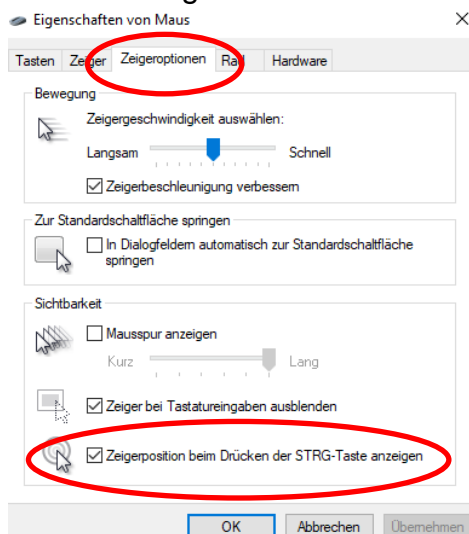 Eigenschaften von Maus
Tasten Zeiger Zeigeroptionen Rad Hardware
Bewegung
Zeigergeschwindigkeit auswählen:
Langsam Schnell
Zeigerbeschleunigung verbessern
Zur Standardschaltfläche springen
In Dialogfeldern automatisch zur Standardschaltfläche
springen
Sichtbarkeit
Mausspur anzeigen
Kurz Lang
Zeiger bei Tastatureingaben ausblenden
Zeigerposition beim Drücken der STRG-Taste anzeigen
OK Abbrechen Übernehmen